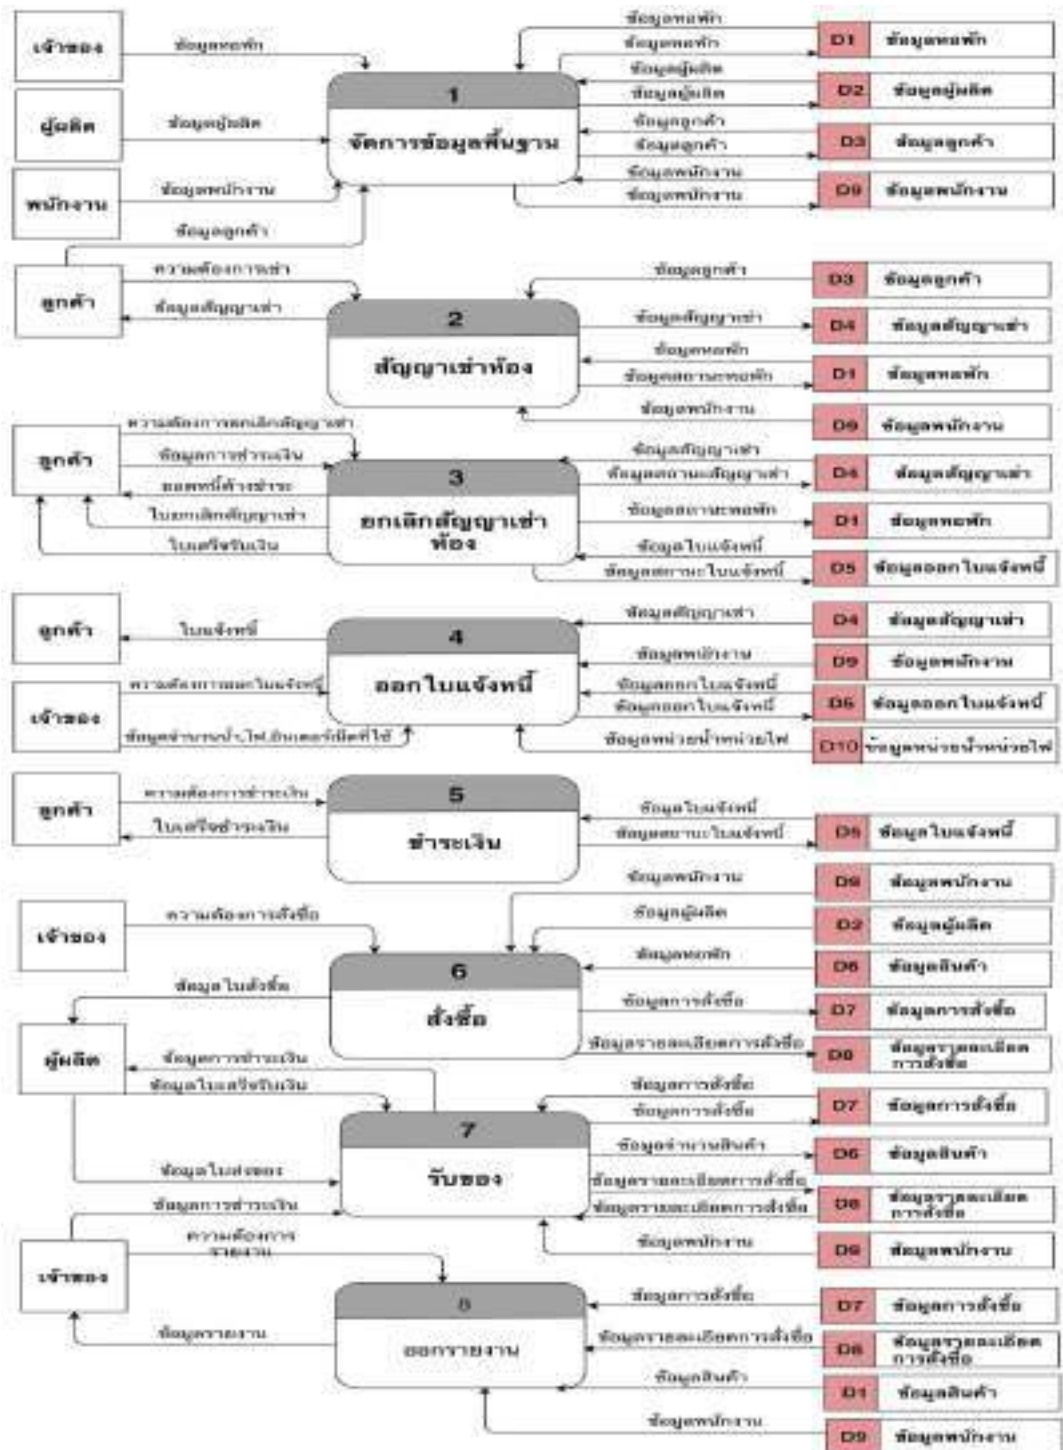 ข้อมูลหอพัก
เจ้าของ
ข้อมูลหอพัก
ข้อมูลหอพัก
D1 ข้อมูลหอพัก
1
จัดการข้อมูลพื้นฐาน
ข้อมูลผู้ผลิต
ข้อมูลผู้ผลิต
D2 ข้อมูลผู้ผลิต
ผู้ผลิต
ข้อมูลผู้ผลิต
ข้อมูลลูกค้า
ข้อมูลลูกค้า
D3 ข้อมูลลูกค้า
พนักงาน
ข้อมูลพนักงาน
ข้อมูลพนักงาน
ข้อมูลพนักงาน
D9 ข้อมูลพนักงาน
ข้อมูลลูกค้า
ลูกค้า
ความต้องการเช่า
ข้อมูลสัญญาเช่า
2
สัญญาเช่าห้อง
ข้อมูลลูกค้า
D3 ข้อมูลลูกค้า
ข้อมูลสัญญาเช่า
D4 ข้อมูลสัญญาเช่า
ข้อมูลหอพัก
ข้อมูลสถานะหอพัก
D1 ข้อมูลหอพัก
ข้อมูลพนักงาน
D9 ข้อมูลพนักงาน
ลูกค้า
ความต้องการยกเลิกสัญญาเช่า
ข้อมูลการชำระเงิน
ยอดหนี้ค้างชำระ
ใบยกเลิกสัญญาเช่า
ใบเสร็จรับเงิน
3
ยกเลิกสัญญาเช่า
ห้อง
ข้อมูลสัญญาเช่า
ข้อมูลสถานะสัญญาเช่า
D4 ข้อมูลสัญญาเช่า
ข้อมูลสถานะหอพัก
D1 ข้อมูลหอพัก
ข้อมูลใบแจ้งหนี้
ข้อมูลสถานะใบแจ้งหนี้
D5 ข้อมูลออกใบแจ้งหนี้
ลูกค้า
ใบแจ้งหนี้
4
ออกใบแจ้งหนี้
ข้อมูลสัญญาเช่า
D4 ข้อมูลสัญญาเช่า
ข้อมูลพนักงาน
D9 ข้อมูลพนักงาน
เจ้าของ
ความต้องการออกใบแจ้งหนี้
ข้อมูลจำนวนน้ำ,ไฟ,อินเตอร์เน็ตที่ใช้
ข้อมูลออกใบแจ้งหนี้
ข้อมูลออกใบแจ้งหนี้
D5 ข้อมูลออกใบแจ้งหนี้
ข้อมูลหน่วยน้ำหน่วยไฟ
D10 ข้อมูลหน่วยน้ำหน่วยไฟ
ลูกค้า
ความต้องการชำระเงิน
ใบเสร็จชำระเงิน
5
ชำระเงิน
ข้อมูลใบแจ้งหนี้
ข้อมูลสถานะใบแจ้งหนี้
D5 ข้อมูลใบแจ้งหนี้
ข้อมูลพนักงาน
D9 ข้อมูลพนักงาน
เจ้าของ
ความต้องการสั่งซื้อ
ข้อมูลผู้ผลิต
D2 ข้อมูลผู้ผลิต
6
สั่งซื้อ
ข้อมูลหอพัก
D6 ข้อมูลสินค้า
ข้อมูลใบสั่งซื้อ
ข้อมูลการสั่งซื้อ
D7 ข้อมูลการสั่งซื้อ
ข้อมูลรายละเอียดการสั่งซื้อ
D8 ข้อมูลรายละเอียด
การสั่งซื้อ
ผู้ผลิต
ข้อมูลการชำระเงิน
ข้อมูลใบเสร็จรับเงิน
7
รับของ
ข้อมูลการสั่งซื้อ
ข้อมูลการสั่งซื้อ
D7 ข้อมูลการสั่งซื้อ
ข้อมูลจำนวนสินค้า
D6 ข้อมูลสินค้า
ข้อมูลใบส่งของ
ข้อมูลรายละเอียดการสั่งซื้อ
ข้อมูลรายละเอียดการสั่งซื้อ
D8 ข้อมูลรายละเอียด
การสั่งซื้อ
ข้อมูลการชำระเงิน
ข้อมูลพนักงาน
D9 ข้อมูลพนักงาน
เจ้าของ
ความต้องการ
รายงาน
ข้อมูลรายงาน
8
ออกรายงาน
ข้อมูลการสั่งซื้อ
D7 ข้อมูลการสั่งซื้อ
ข้อมูลรายละเอียดการสั่งซื้อ
D8 ข้อมูลรายละเอียด
การสั่งซื้อ
ข้อมูลสินค้า
D1 ข้อมูลสินค้า
ข้อมูลพนักงาน
D9 ข้อมูลพนักงาน